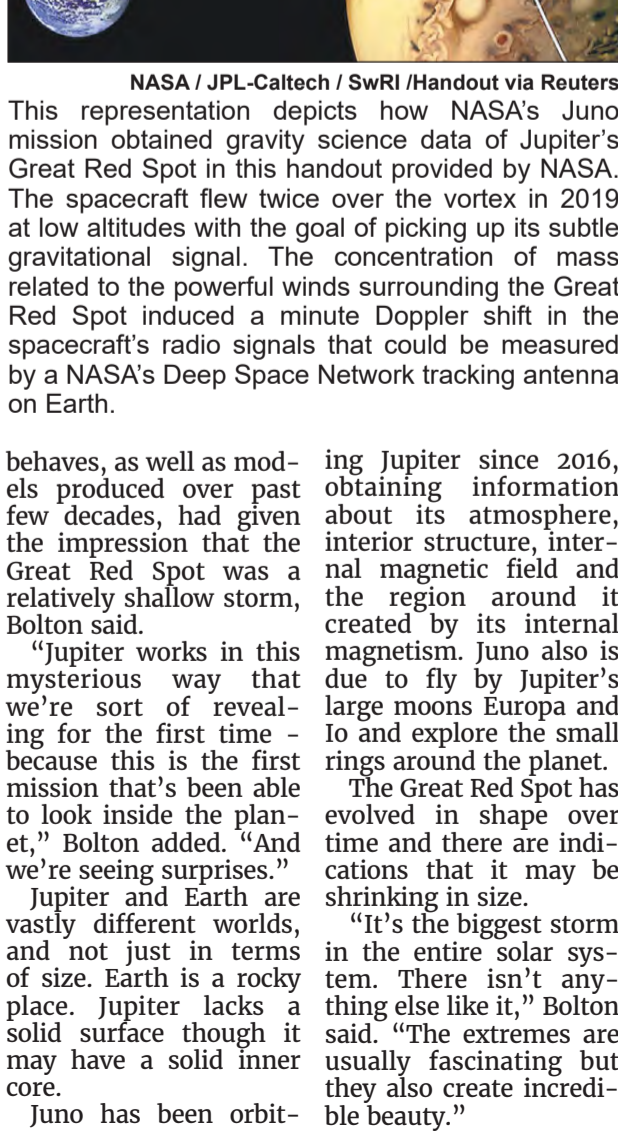 NASA / JPL-Caltech / SwRI /Handout via Reuters
This representation depicts how NASA’s Juno
mission obtained gravity science data of Jupiter’s
Great Red Spot in this handout provided by NASA.
The spacecraft flew twice over the vortex in 2019
at low altitudes with the goal of picking up its subtle
gravitational signal. The concentration of mass
related to the powerful winds surrounding the Great
Red Spot induced a minute Doppler shift in the
spacecraft’s radio signals that could be measured
by a NASA’s Deep Space Network tracking antenna
on Earth.
behaves, as well as mod-
els produced over past
few decades, had given
the impression that the
Great Red Spot was a
relatively shallow storm,
Bolton said.
“Jupiter works in this
mysterious way that
we’re sort of reveal-
ing for the first time -
because this is the first
mission that’s been able
to look inside the plan-
et,” Bolton added. “And
we’re seeing surprises.”
Jupiter and Earth are
vastly different worlds,
and not just in terms
of size. Earth is a rocky
place. Jupiter lacks a
solid surface though it
may have a solid inner
core.
Juno has been orbit-
ing Jupiter since 2016,
obtaining information
about its atmosphere,
interior structure, inter-
nal magnetic field and
the region around it
created by its internal
magnetism. Juno also is
due to fly by Jupiter’s
large moons Europa and
Io and explore the small
rings around the planet.
The Great Red Spot has
evolved in shape over
time and there are indi-
cations that it may be
shrinking in size.
“It’s the biggest storm
in the entire solar sys-
tem. There isn’t any-
thing else like it,” Bolton
said. “The extremes are
usually fascinating but
they also create incredi-
ble beauty.”